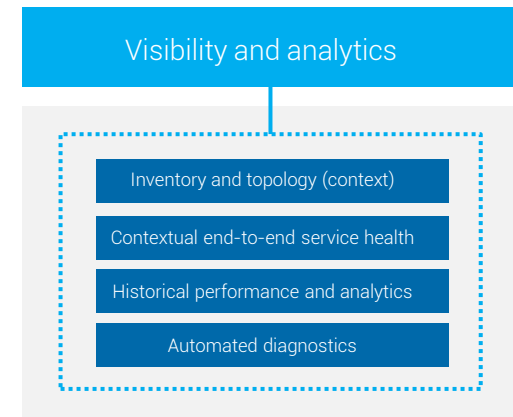 Visibility and analytics
Inventory and topology (context)
Contextual end-to-end service health
Historical performance and analytics
Automated diagnostics